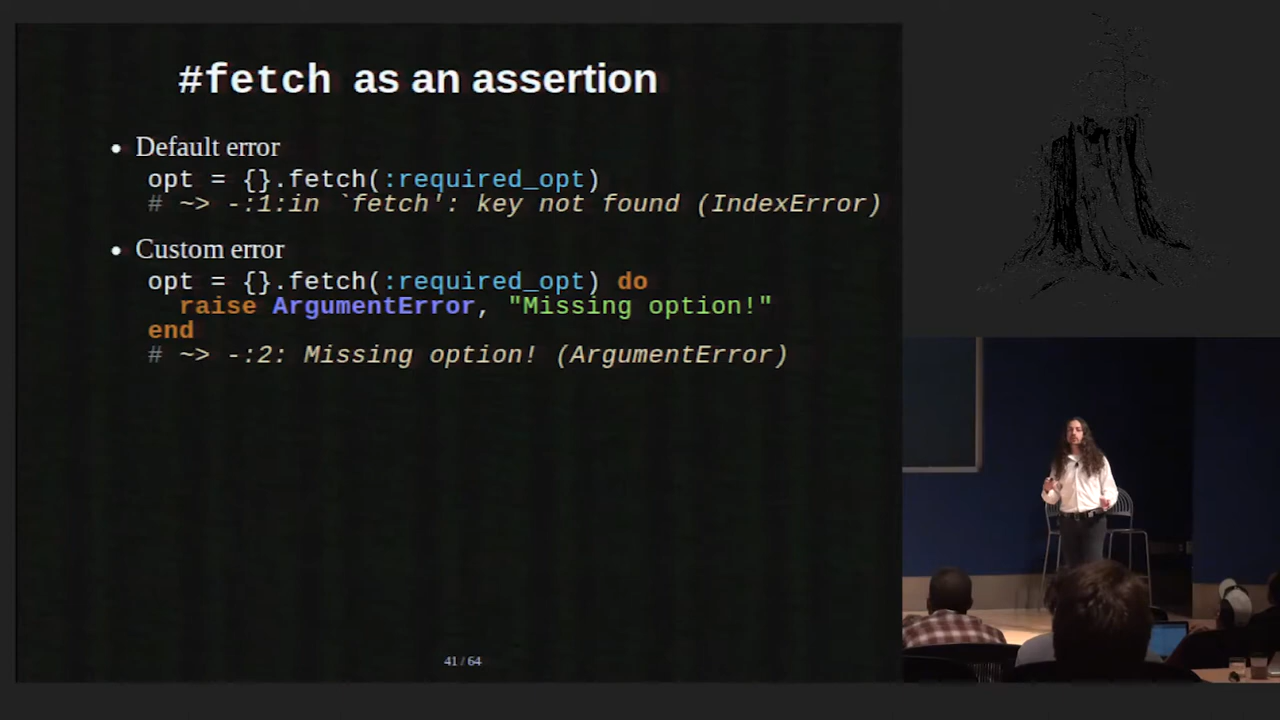 #fetch as an assertion
• Default error
opt = {}.fetch(:required_opt)
# ~> -:1:in `fetch': key not found (IndexError)
• Custom error
opt = {}.fetch(:required_opt) do
  raise ArgumentError, "Missing option!"
end
# ~> -:2: Missing option! (ArgumentError)
41 / 64